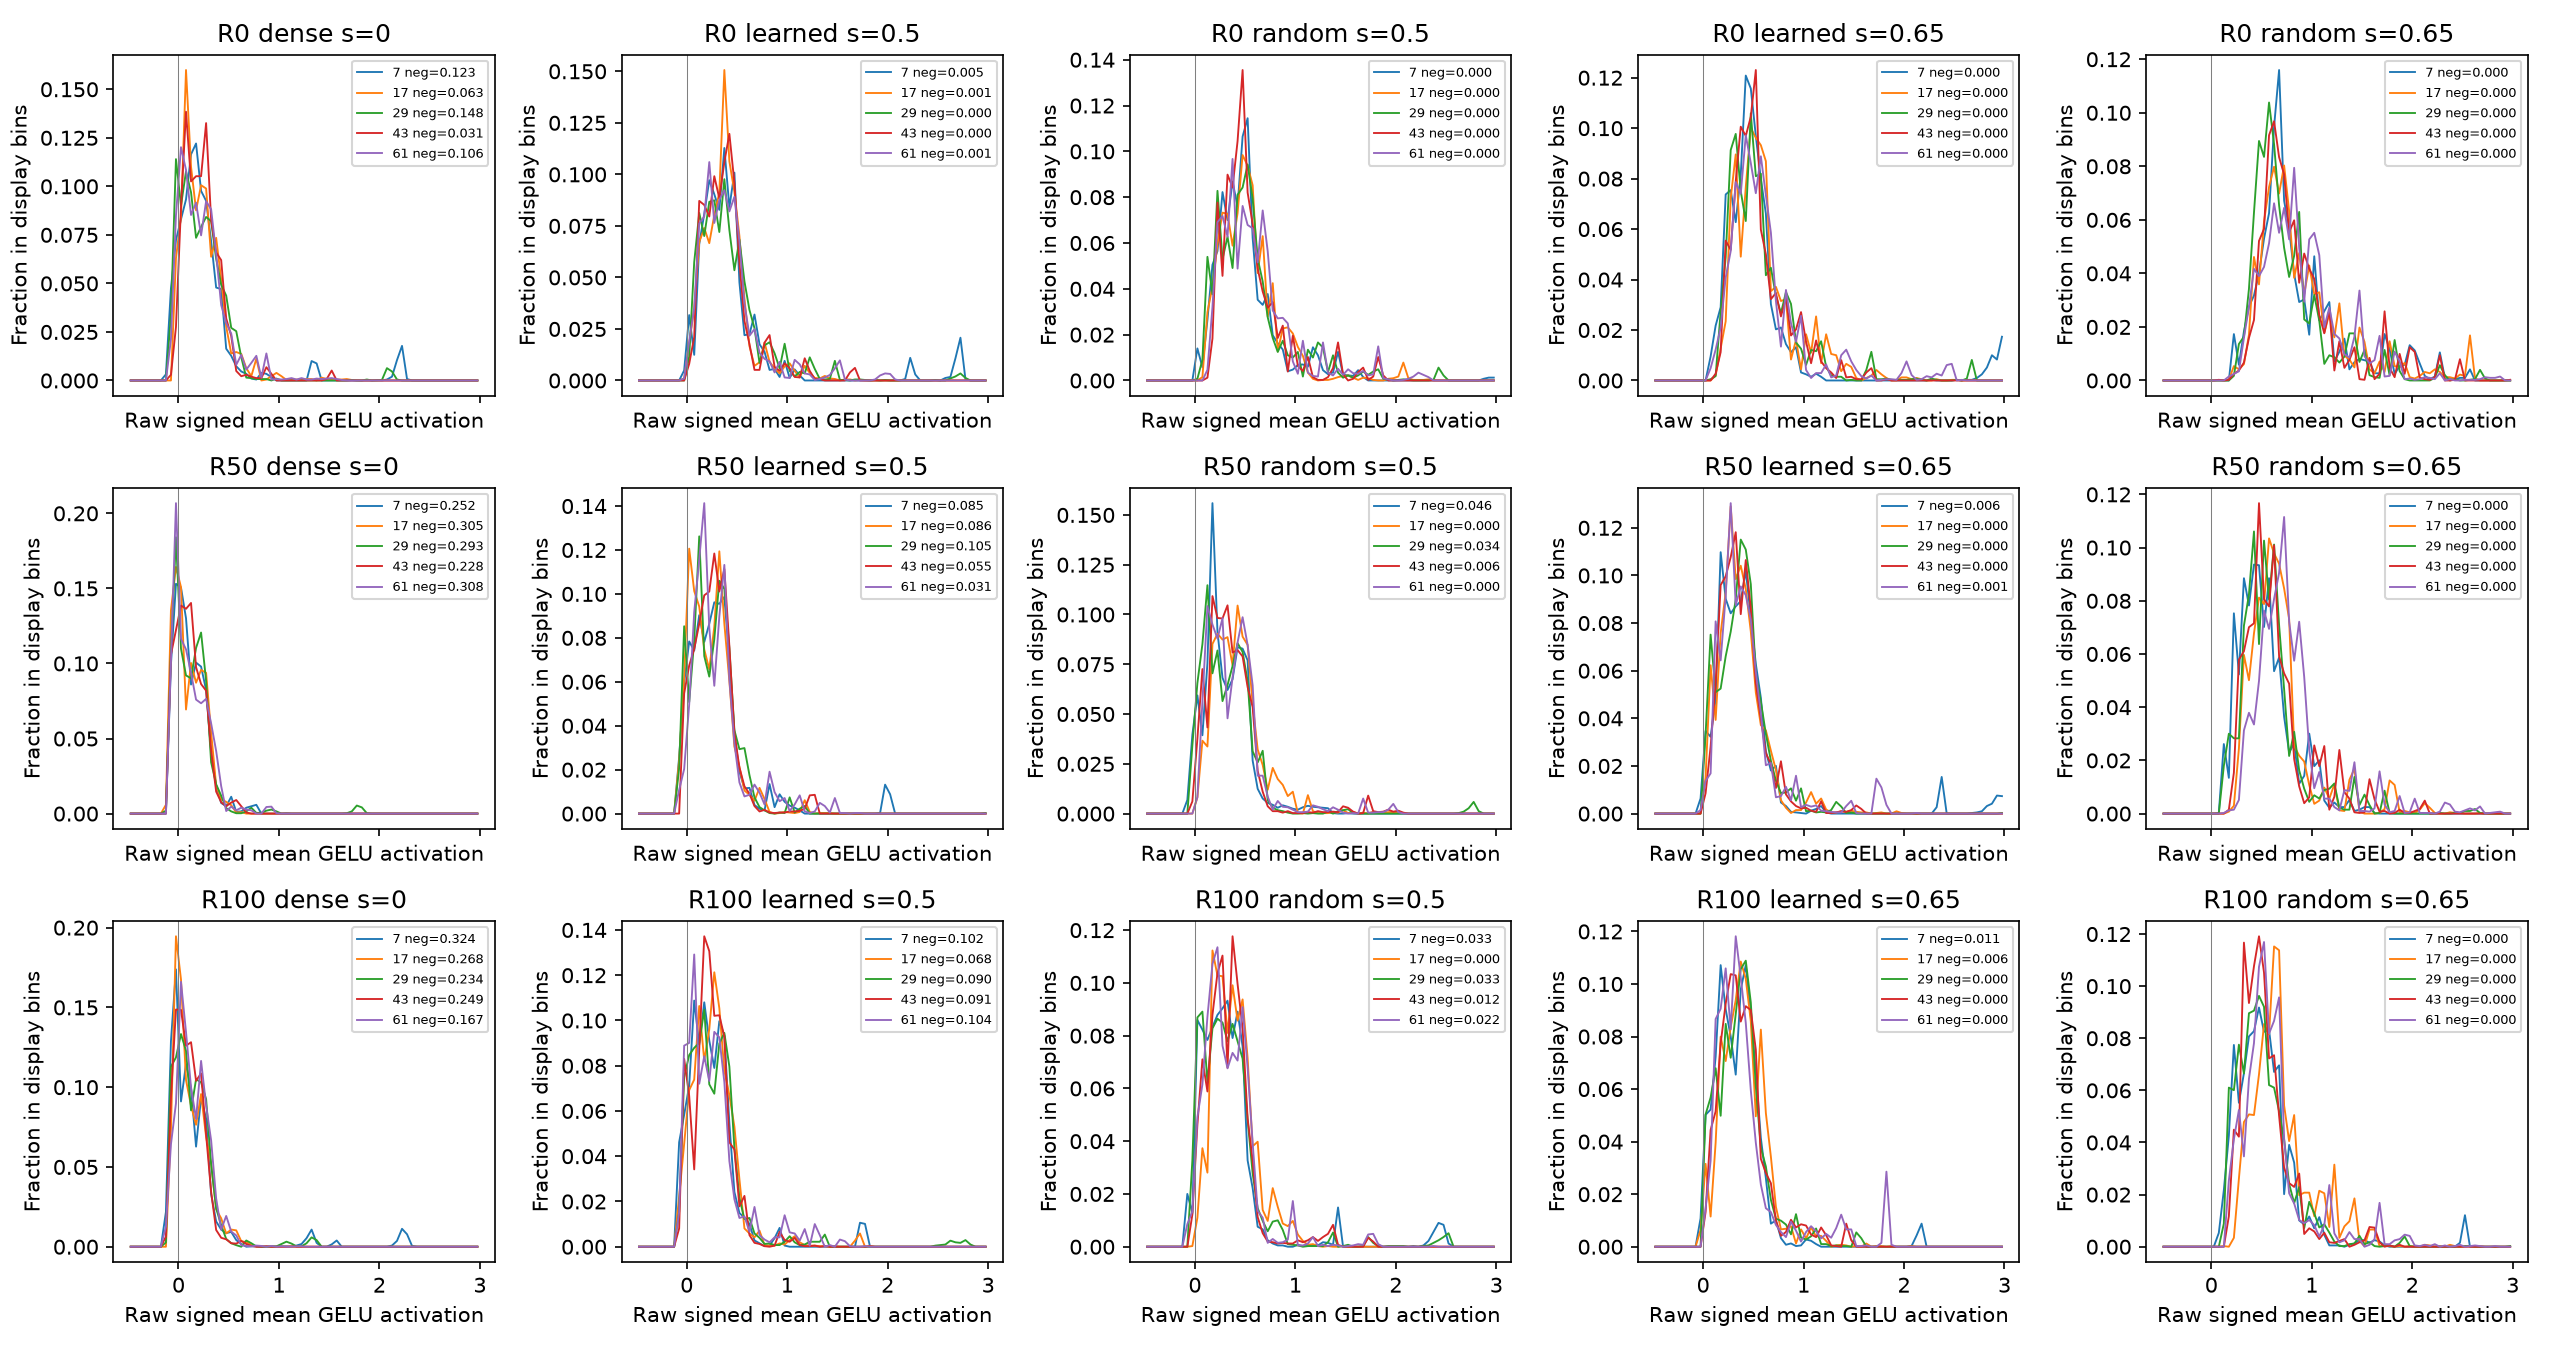 R0 dense s=0
Fraction in display bins
0.150
0.125
0.100
0.075
0.050
0.025
0.000
7 neg=0.123
17 neg=0.063
29 neg=0.148
43 neg=0.031
61 neg=0.106
Raw signed mean GELU activation
R0 learned s=0.5
Fraction in display bins
0.150
0.125
0.100
0.075
0.050
0.025
0.000
7 neg=0.005
17 neg=0.001
29 neg=0.000
43 neg=0.000
61 neg=0.001
Raw signed mean GELU activation
R0 random s=0.5
Fraction in display bins
0.14
0.12
0.10
0.08
0.06
0.04
0.02
0.00
7 neg=0.000
17 neg=0.000
29 neg=0.000
43 neg=0.000
61 neg=0.000
Raw signed mean GELU activation
R0 learned s=0.65
Fraction in display bins
0.12
0.10
0.08
0.06
0.04
0.02
0.00
7 neg=0.000
17 neg=0.000
29 neg=0.000
43 neg=0.000
61 neg=0.000
Raw signed mean GELU activation
R0 random s=0.65
Fraction in display bins
0.12
0.10
0.08
0.06
0.04
0.02
0.00
7 neg=0.000
17 neg=0.000
29 neg=0.000
43 neg=0.000
61 neg=0.000
Raw signed mean GELU activation
R50 dense s=0
Fraction in display bins
0.20
0.15
0.10
0.05
0.00
7 neg=0.252
17 neg=0.305
29 neg=0.293
43 neg=0.228
61 neg=0.308
Raw signed mean GELU activation
R50 learned s=0.5
Fraction in display bins
0.14
0.12
0.10
0.08
0.06
0.04
0.02
0.00
7 neg=0.085
17 neg=0.086
29 neg=0.105
43 neg=0.055
61 neg=0.031
Raw signed mean GELU activation
R50 random s=0.5
Fraction in display bins
0.150
0.125
0.100
0.075
0.050
0.025
0.000
7 neg=0.046
17 neg=0.000
29 neg=0.034
43 neg=0.006
61 neg=0.000
Raw signed mean GELU activation
R50 learned s=0.65
Fraction in display bins
0.12
0.10
0.08
0.06
0.04
0.02
0.00
7 neg=0.006
17 neg=0.000
29 neg=0.000
43 neg=0.000
61 neg=0.001
Raw signed mean GELU activation
R50 random s=0.65
Fraction in display bins
0.12
0.10
0.08
0.06
0.04
0.02
0.00
7 neg=0.000
17 neg=0.000
29 neg=0.000
43 neg=0.000
61 neg=0.000
Raw signed mean GELU activation
R100 dense s=0
Fraction in display bins
0.20
0.15
0.10
0.05
0.00
7 neg=0.324
17 neg=0.268
29 neg=0.234
43 neg=0.249
61 neg=0.167
0 1 2 3
Raw signed mean GELU activation
R100 learned s=0.5
Fraction in display bins
0.14
0.12
0.10
0.08
0.06
0.04
0.02
0.00
7 neg=0.102
17 neg=0.068
29 neg=0.090
43 neg=0.091
61 neg=0.104
0 1 2 3
Raw signed mean GELU activation
R100 random s=0.5
Fraction in display bins
0.12
0.10
0.08
0.06
0.04
0.02
0.00
7 neg=0.033
17 neg=0.000
29 neg=0.033
43 neg=0.012
61 neg=0.022
0 1 2 3
Raw signed mean GELU activation
R100 learned s=0.65
Fraction in display bins
0.12
0.10
0.08
0.06
0.04
0.02
0.00
7 neg=0.011
17 neg=0.006
29 neg=0.000
43 neg=0.000
61 neg=0.000
0 1 2 3
Raw signed mean GELU activation
R100 random s=0.65
Fraction in display bins
0.12
0.10
0.08
0.06
0.04
0.02
0.00
7 neg=0.000
17 neg=0.000
29 neg=0.000
43 neg=0.000
61 neg=0.000
0 1 2 3
Raw signed mean GELU activation